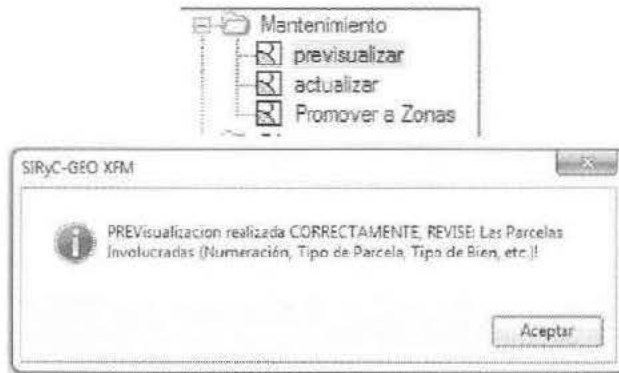 Mantenimiento
previsualizar
actualizar
Promover a Zonas
SIRyC-GEO XFM
PREVisualizacion realizada CORRECTAMENTE, REVISE: Las Parcelas
Involucradas (Numeración, Tipo de Parcela, Tipo de Bien, etc.)!
Aceptar